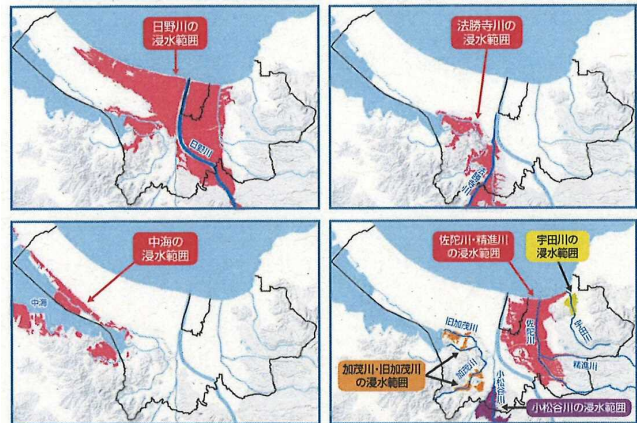 日野川の
浸水範囲
日野川
法勝寺川の
浸水範囲
法勝寺川
中海の
浸水範囲
中海
佐陀川・精進川
の浸水範囲
宇田川の
浸水範囲
旧加茂川
佐陀川
宇田川
加茂川
精進川
加茂川・旧加茂川
の浸水範囲
小松谷川
小松谷川の浸水範囲